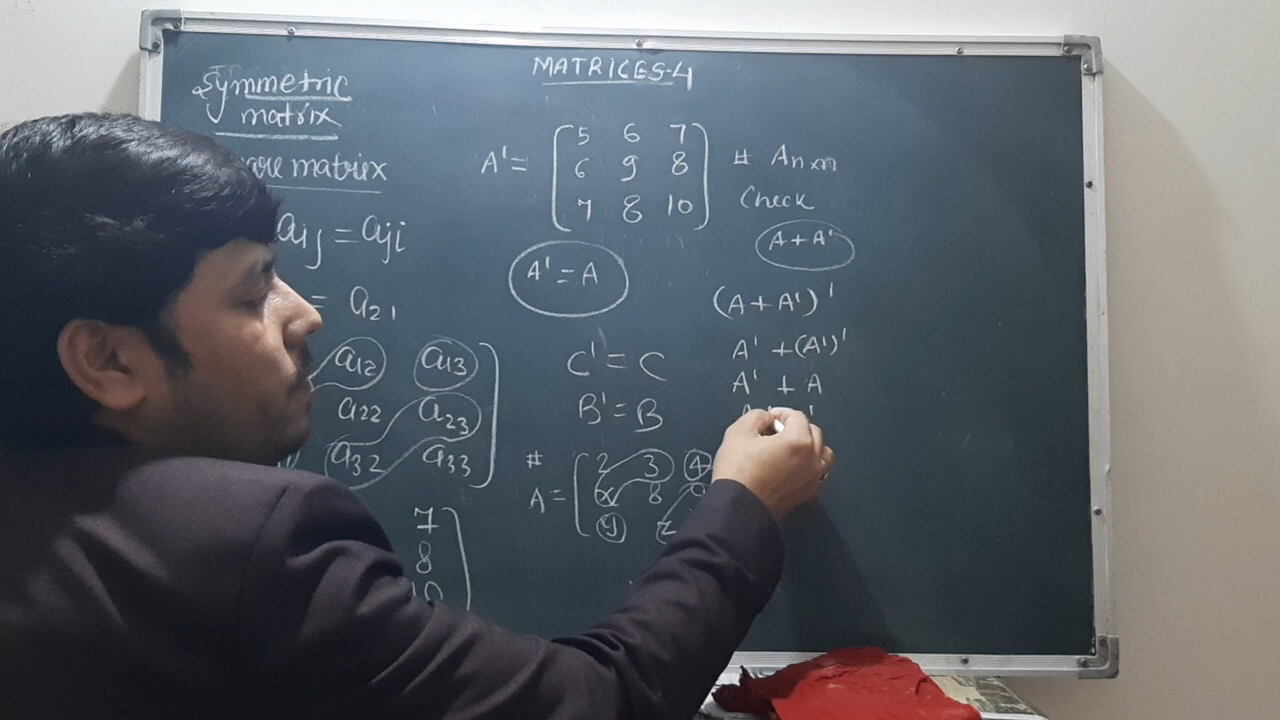 MATRICES-4
Symmetric
matrix
are matrix
aij = aji
= a21
a12 a13
a22 a23
a32 a33
7
8
10
A' = [5 6 7
6 9 8
7 8 10]
A' = A
C' = C
B' = B
#
A = [2 3 4
x 8
y z
# An×n
Check
A + A'
(A + A')'
A' + (A')'
A' + A